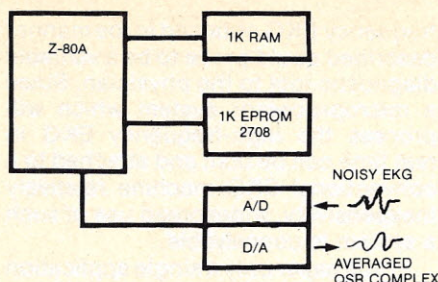 Z-80A
1K RAM
1K EPROM
2708
NOISY EKG
A/D
D/A
AVERAGED
QSR COMPLEX